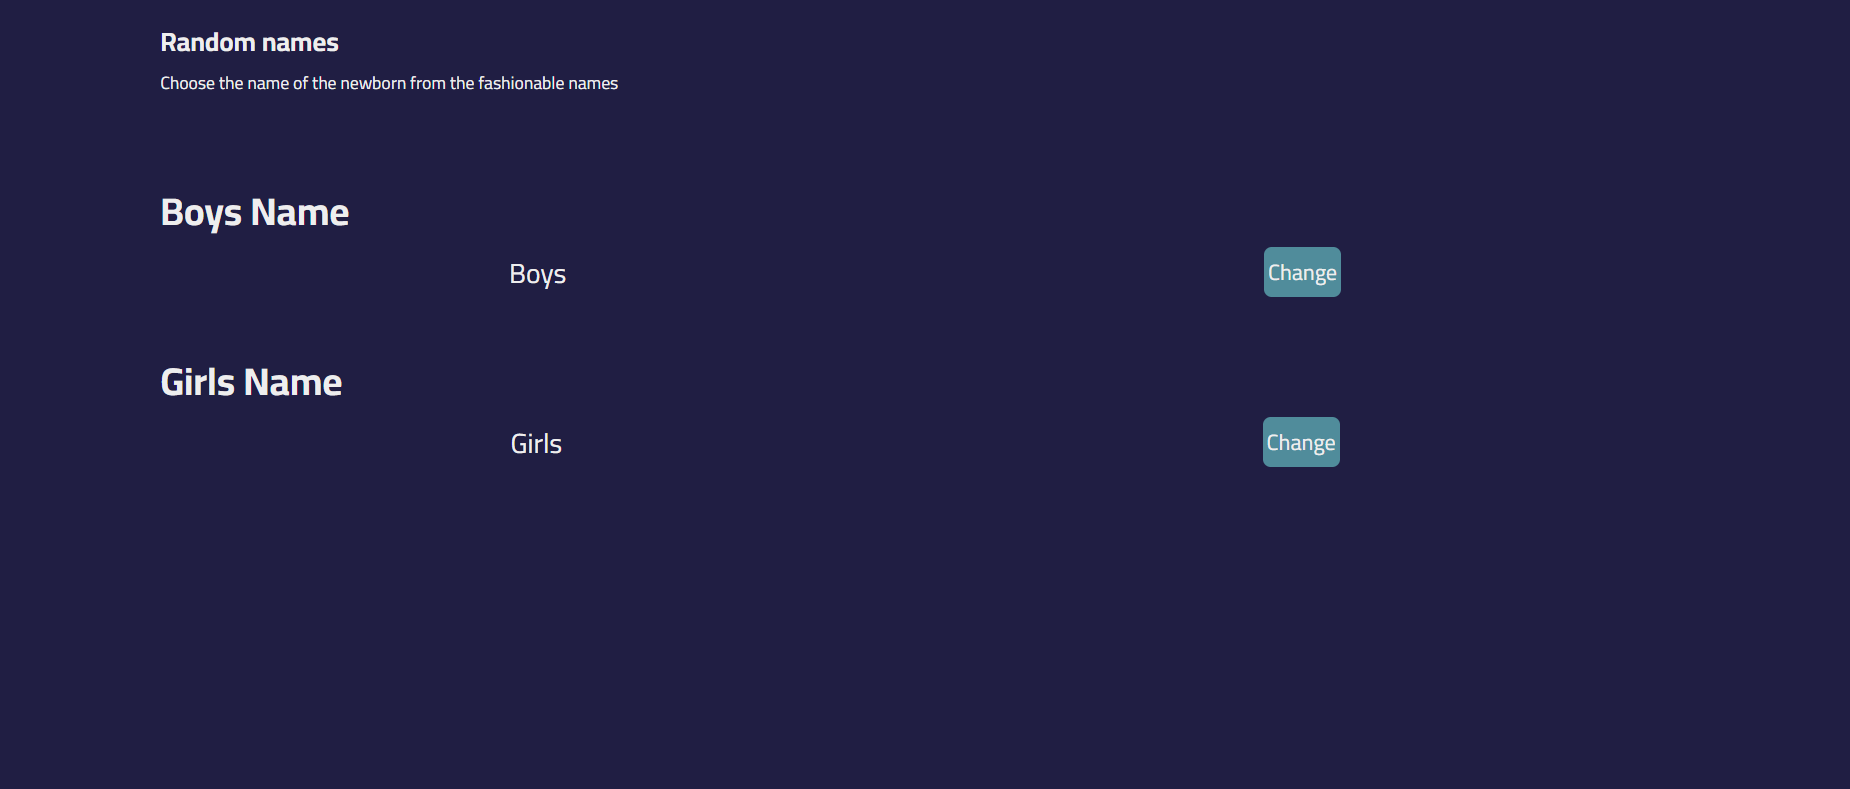 Random names
Choose the name of the newborn from the fashionable names
Boys Name
Boys
Change
Girls Name
Girls
Change